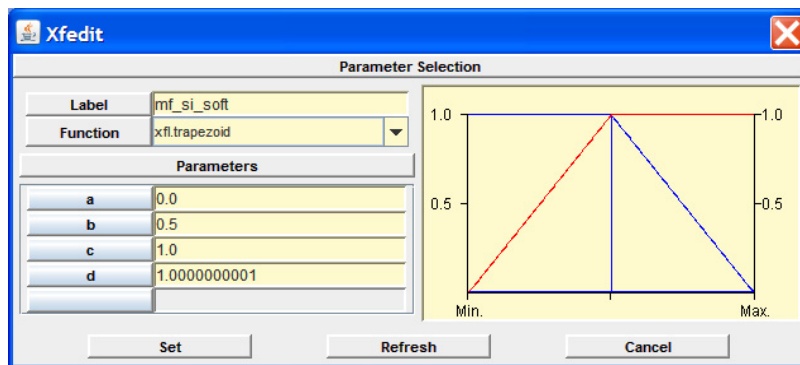 Xfedit
Parameter Selection
Label mf_si_soft
Function xfl.trapezoid
Parameters
a 0.0
b 0.5
c 1.0
d 1.0000000001
1.0 1.0
0.5 0.5
Min. Max.
Set Refresh Cancel